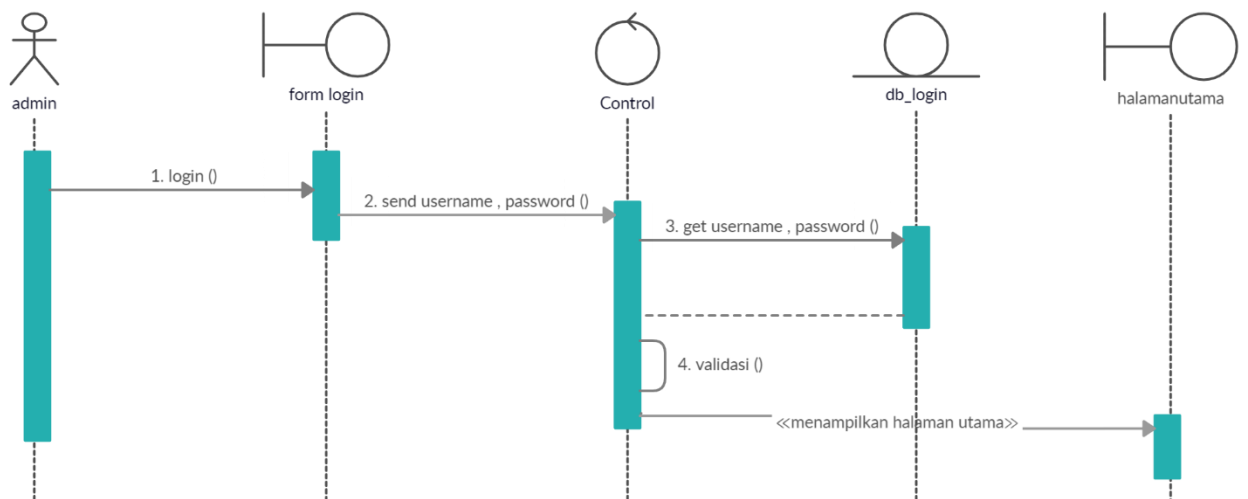 admin
form login
Control
db_login
halamanutama
1. login ()
2. send username , password ()
3. get username , password ()
4. validasi ()
≪menampilkan halaman utama≫